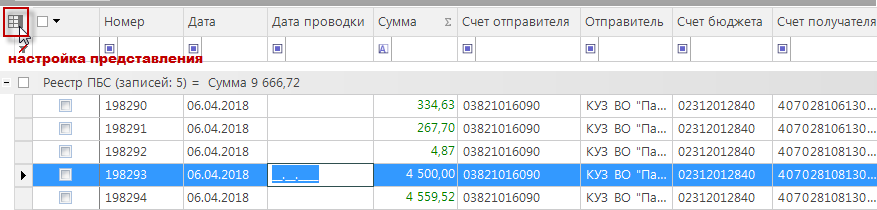 Номер Дата Дата проводки Сумма Σ Счет отправителя Отправитель Счет бюджета Счет получателя
A
настройка представления
Реестр ПБС (записей: 5) = Сумма 9 666,72
198290 06.04.2018 334,63 03821016090 КУЗ ВО "Па... 02312012840 407028106130...
198291 06.04.2018 267,70 03821016090 КУЗ ВО "Па... 02312012840 407028106130...
198292 06.04.2018 4,87 03821016090 КУЗ ВО "Па... 02312012840 407028108130...
198293 06.04.2018 __.__.____ 4 500,00 03821016090 КУЗ ВО "Па... 02312012840 407028108130...
198294 06.04.2018 4 559,52 03821016090 КУЗ ВО "Па... 02312012840 407028108130...